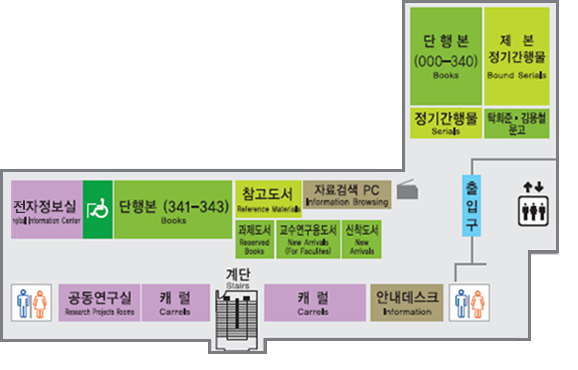 단행본
(000-340)
Books
제 본
정기간행물
Bound Serials
정기간행물
Serials
탁희준·김용철
문고
전자정보실
Information Center
단행본 (341-343)
Books
참고도서
Reference Materials
자료검색 PC
Information Browsing
출입구
과제도서
Reserved
Books
교수연구용도서
New Arrivals
(For Faculites)
신착도서
New
Arrivals
공동연구실
Research Projects Rooms
캐 럴
Carrels
계단
Stairs
캐 럴
Carrels
안내데스크
Information